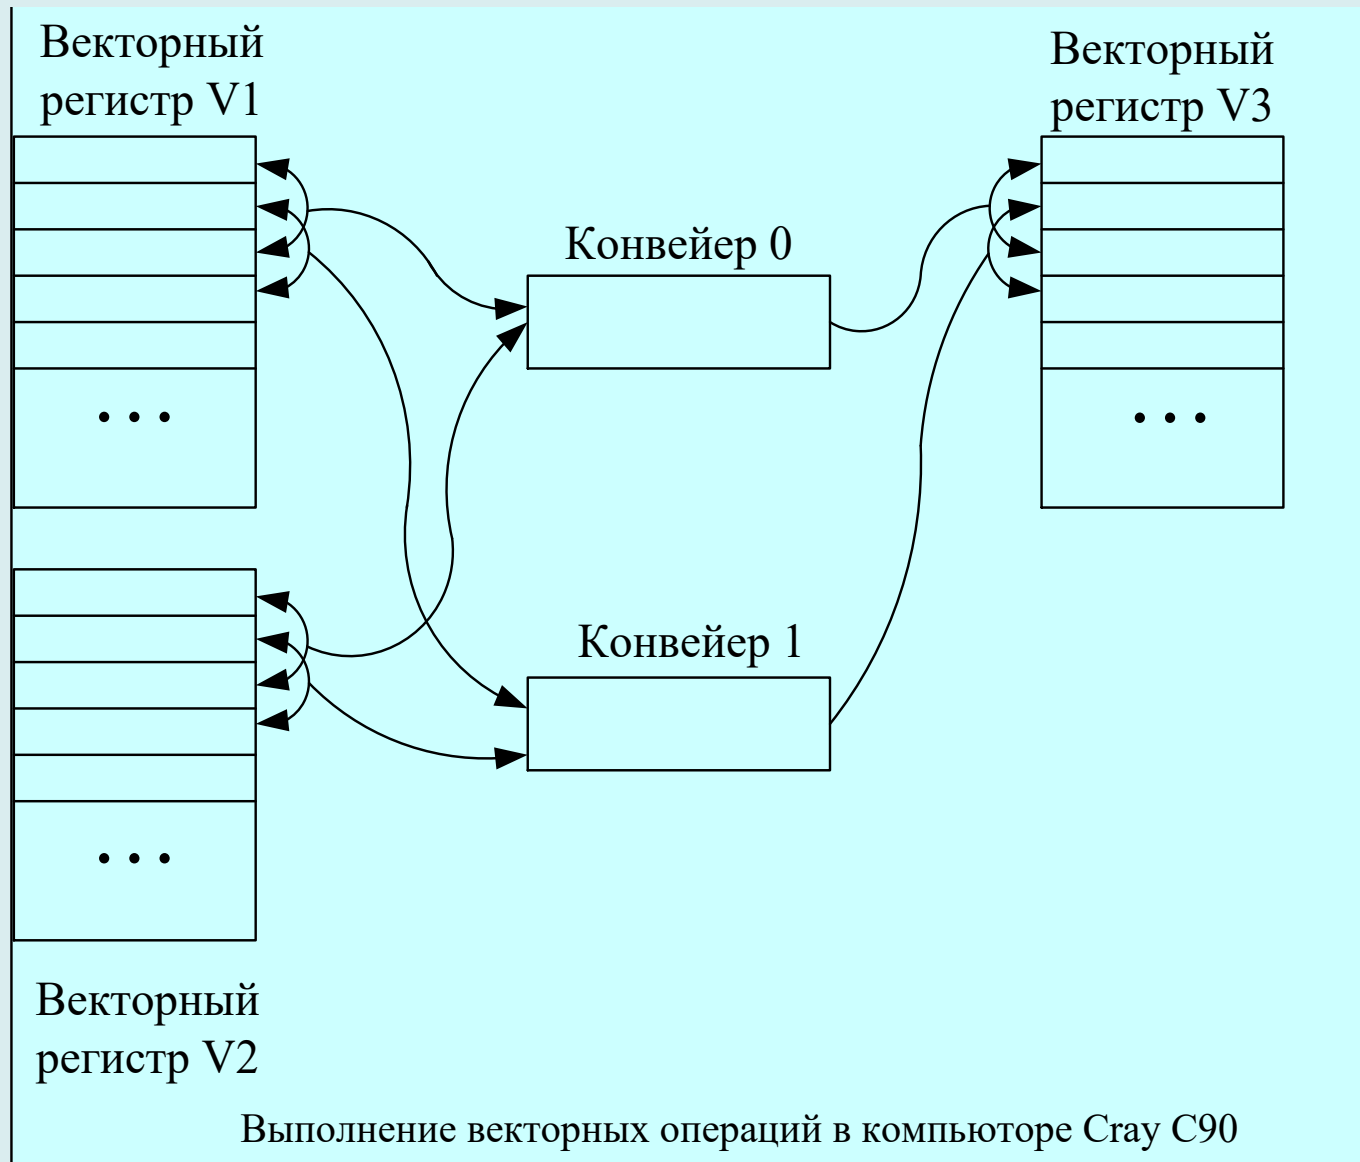 Векторный
регистр V1
Векторный
регистр V3
Конвейер 0
. . .
. . .
Конвейер 1
. . .
Векторный
регистр V2
Выполнение векторных операций в компьюторе Cray C90